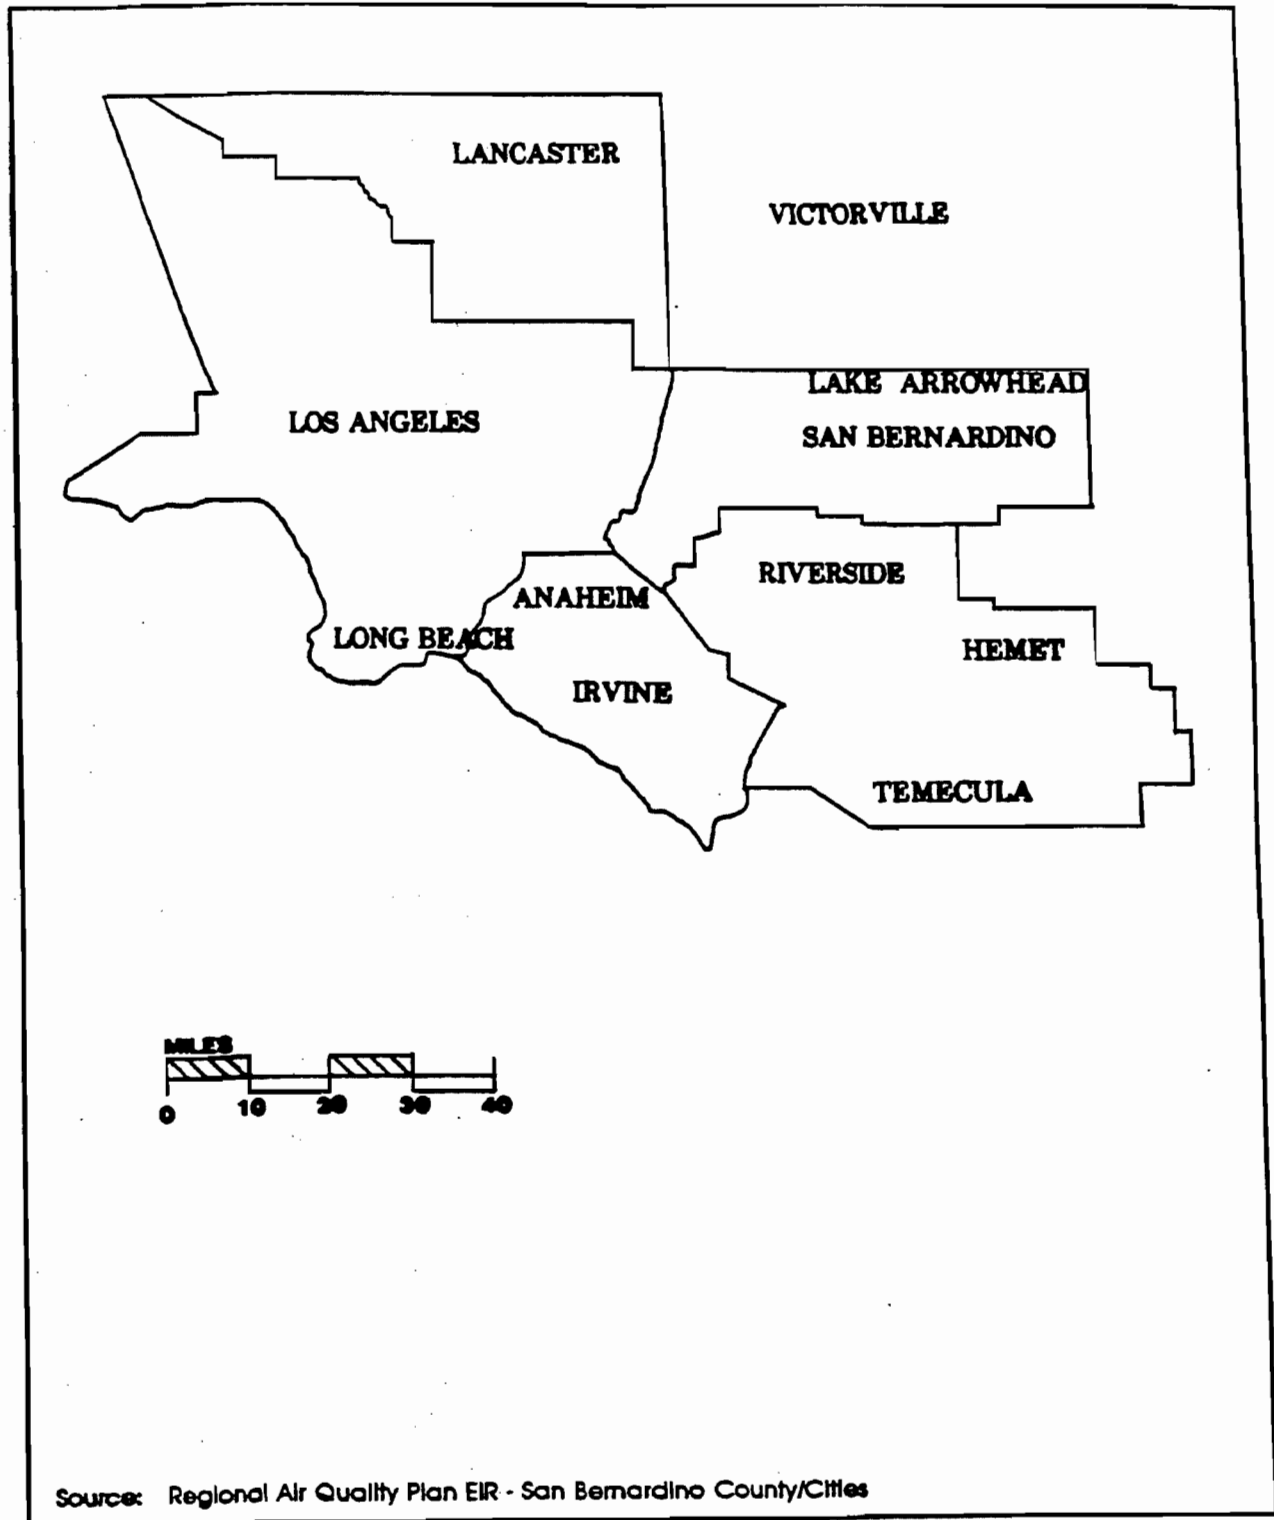 LANCASTER
VICTORVILLE
LAKE ARROWHEAD
LOS ANGELES
SAN BERNARDINO
RIVERSIDE
ANAHEIM
LONG BEACH
HEMET
IRVINE
TEMECULA
MILES
0 10 20 30 40
Source: Regional Air Quality Plan EIR - San Bernardino County/Cities